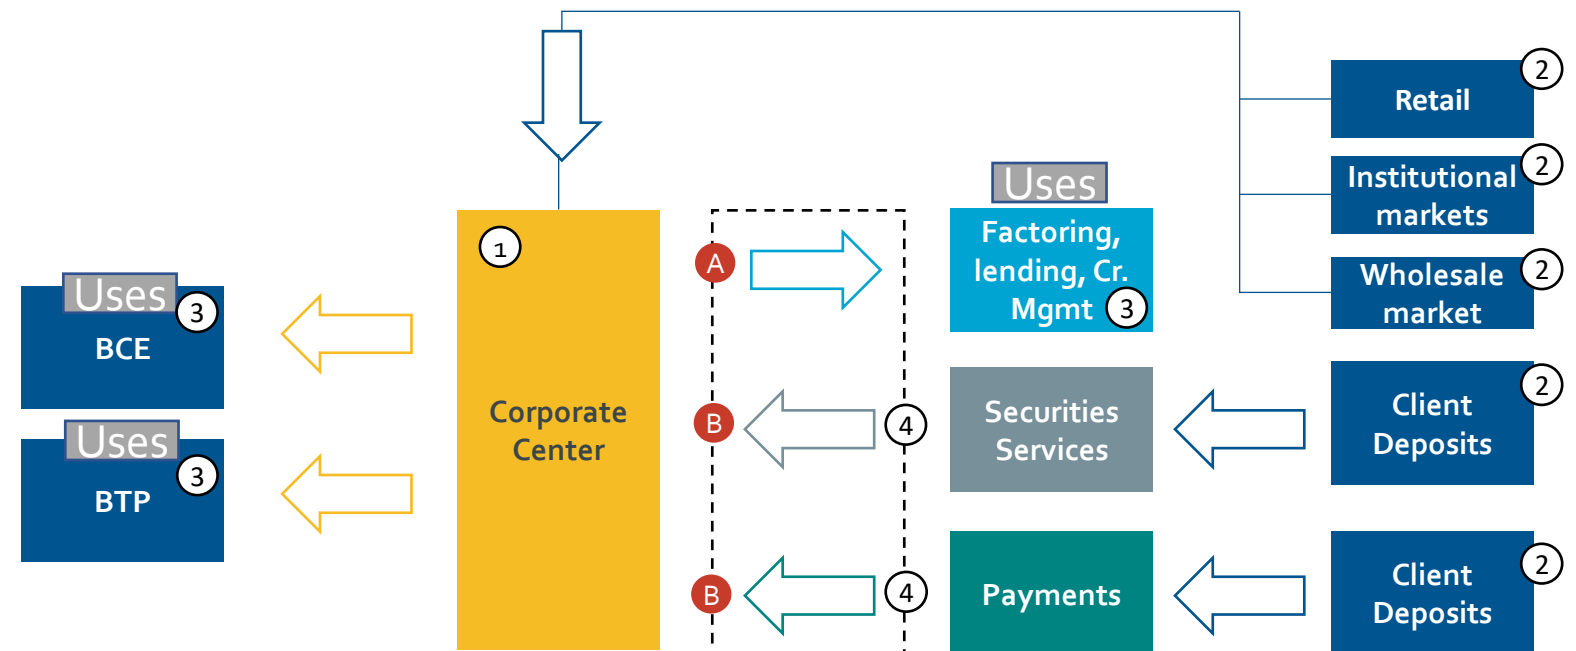 2
Retail
2
Institutional
markets
Uses
Factoring,
lending, Cr.
Mgmt 3
2
Wholesale
market
1
A
Uses
3
BCE
Corporate
Center
B
4
Securities
Services
2
Client
Deposits
Uses
3
BTP
B
4
Payments
2
Client
Deposits